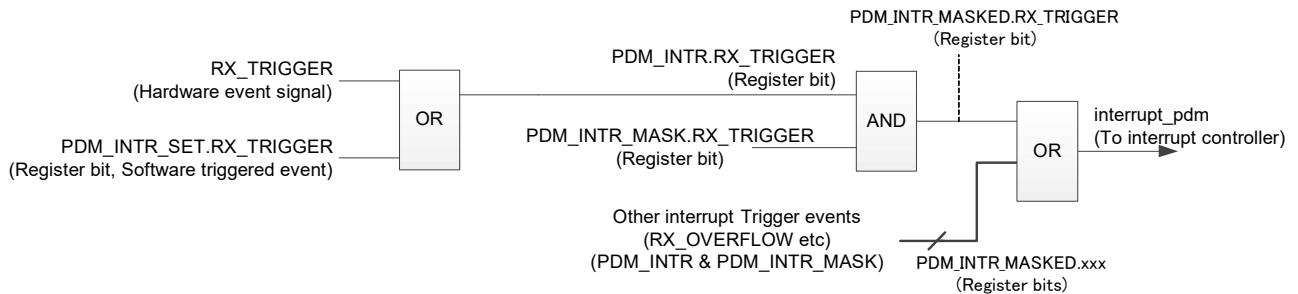 PDM_INTR_MASKED.RX_TRIGGER
(Register bit)
RX_TRIGGER
(Hardware event signal)
PDM_INTR.RX_TRIGGER
(Register bit)
OR
PDM_INTR_SET.RX_TRIGGER
(Register bit, Software triggered event)
PDM_INTR_MASK.RX_TRIGGER
(Register bit)
AND
OR
interrupt_pdm
(To interrupt controller)
Other interrupt Trigger events
(RX_OVERFLOW etc)
(PDM_INTR & PDM_INTR_MASK)
PDM_INTR_MASKED.xxx
(Register bits)